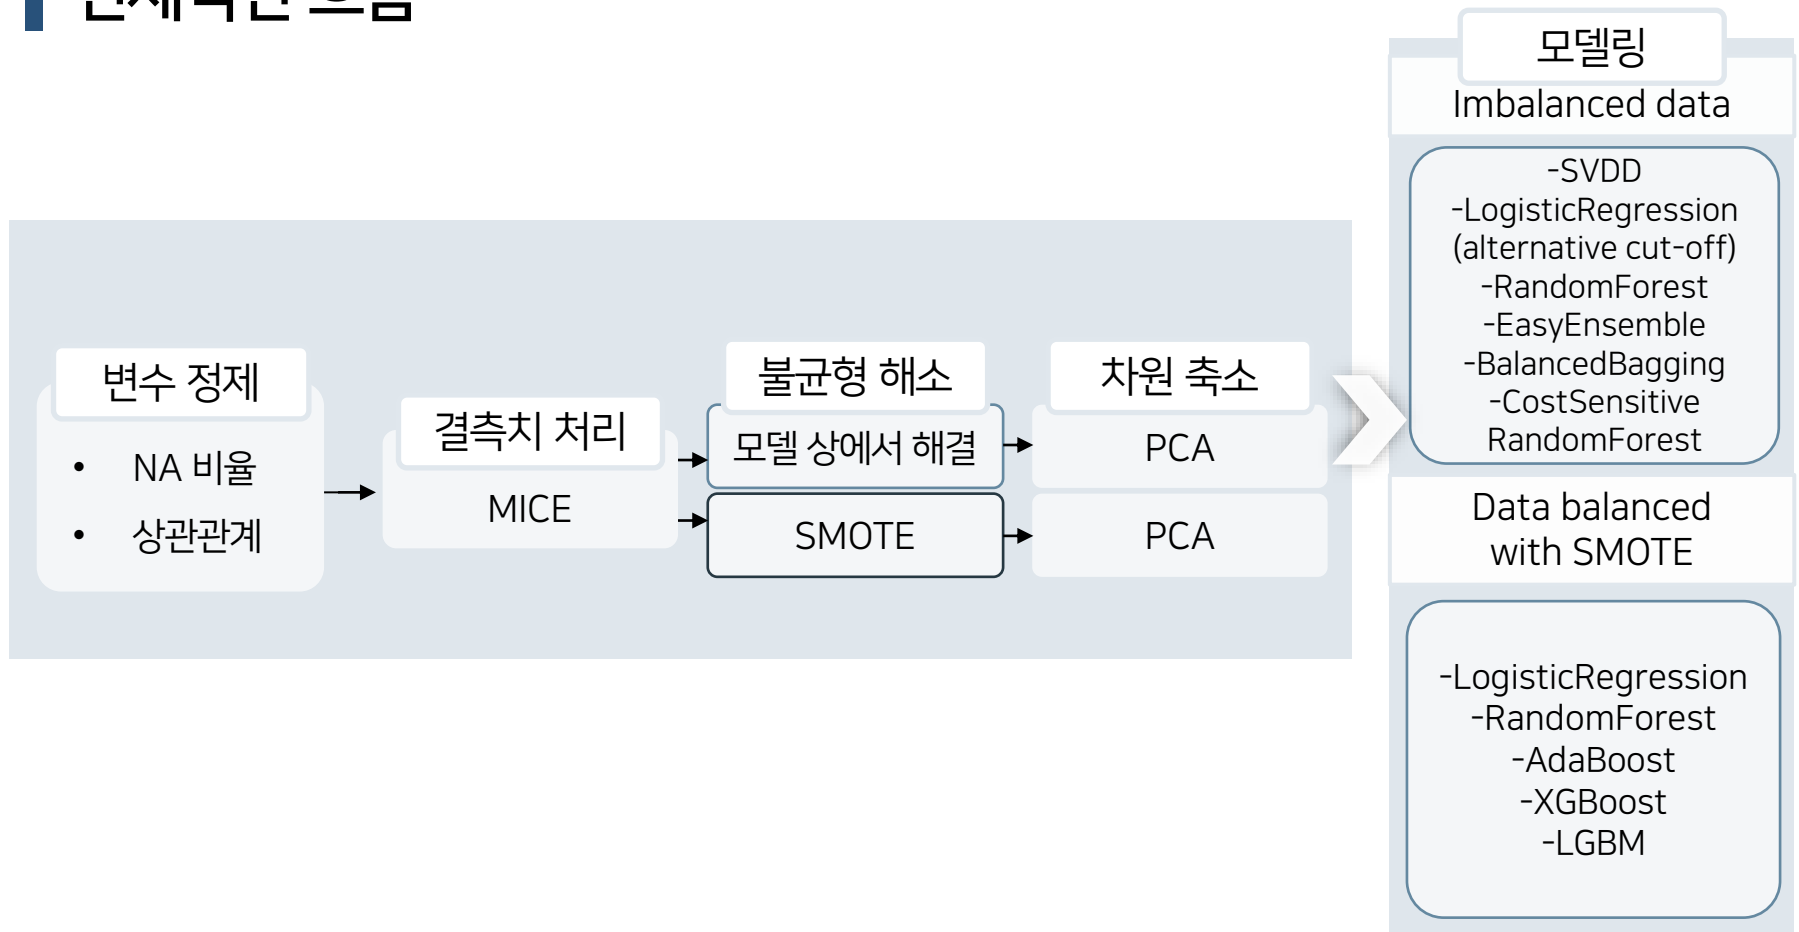 변수 정제
• NA 비율
• 상관관계
결측치 처리
MICE
불균형 해소
모델 상에서 해결
SMOTE
차원 축소
PCA
PCA
모델링
Imbalanced data
-SVDD
-LogisticRegression
(alternative cut-off)
-RandomForest
-EasyEnsemble
-BalancedBagging
-CostSensitive
RandomForest
Data balanced
with SMOTE
-LogisticRegression
-RandomForest
-AdaBoost
-XGBoost
-LGBM